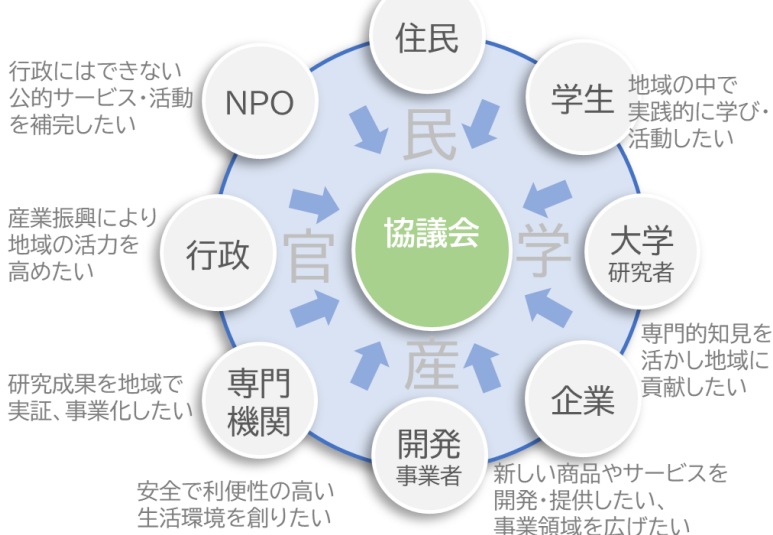 住民
行政にはできない
公的サービス・活動
を補完したい
NPO
学生
地域の中で
実践的に学び・
活動したい
民
産業振興により
地域の活力を
高めたい
行政
官
協議会
学
大学
研究者
専門的知見を
活かし地域に
貢献したい
研究成果を地域で
実証、事業化したい
専門
機関
産
企業
開発
事業者
安全で利便性の高い
生活環境を創りたい
新しい商品やサービスを
開発・提供したい、
事業領域を広げたい